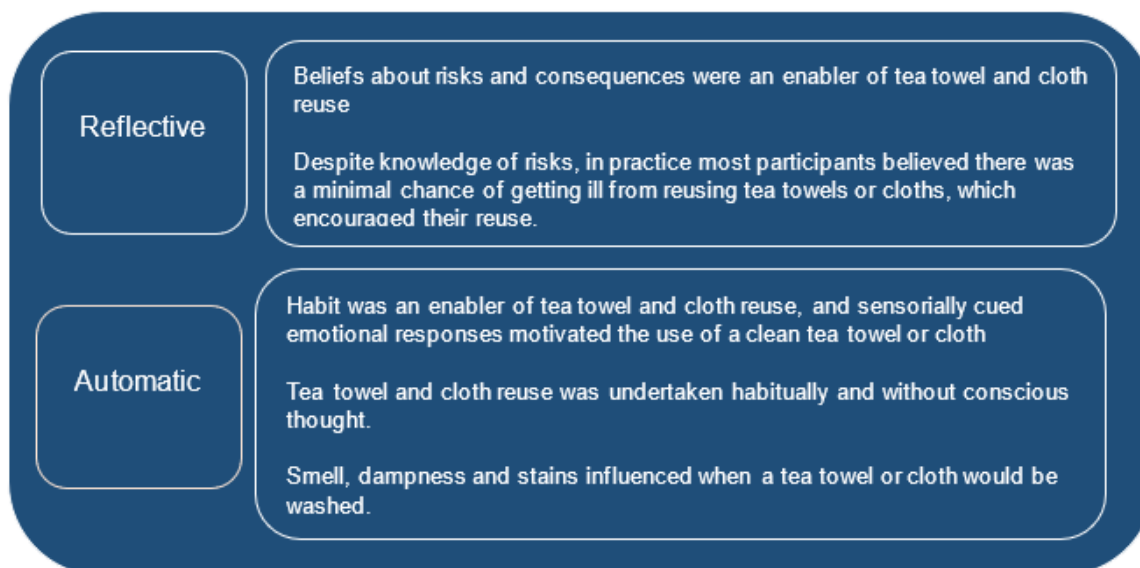 Reflective
Beliefs about risks and consequences were an enabler of tea towel and cloth
reuse
Despite knowledge of risks, in practice most participants believed there was
a minimal chance of getting ill from reusing tea towels or cloths, which
encouraged their reuse.
Automatic
Habit was an enabler of tea towel and cloth reuse, and sensorially cued
emotional responses motivated the use of a clean tea towel or cloth
Tea towel and cloth reuse was undertaken habitually and without conscious
thought.
Smell, dampness and stains influenced when a tea towel or cloth would be
washed.